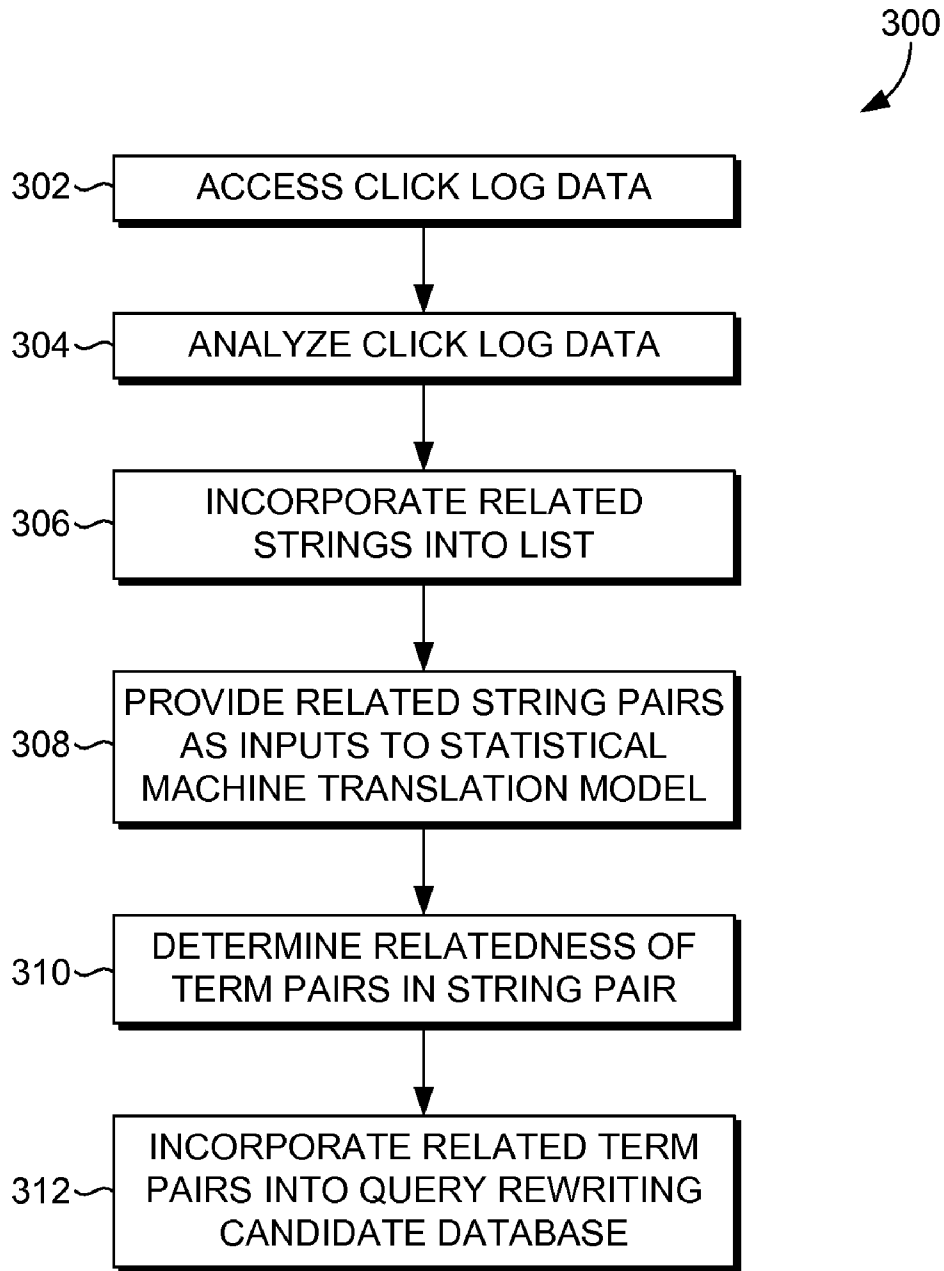 300
302
ACCESS CLICK LOG DATA
304
ANALYZE CLICK LOG DATA
306
INCORPORATE RELATED
STRINGS INTO LIST
308
PROVIDE RELATED STRING PAIRS
AS INPUTS TO STATISTICAL
MACHINE TRANSLATION MODEL
310
DETERMINE RELATEDNESS OF
TERM PAIRS IN STRING PAIR
312
INCORPORATE RELATED TERM
PAIRS INTO QUERY REWRITING
CANDIDATE DATABASE